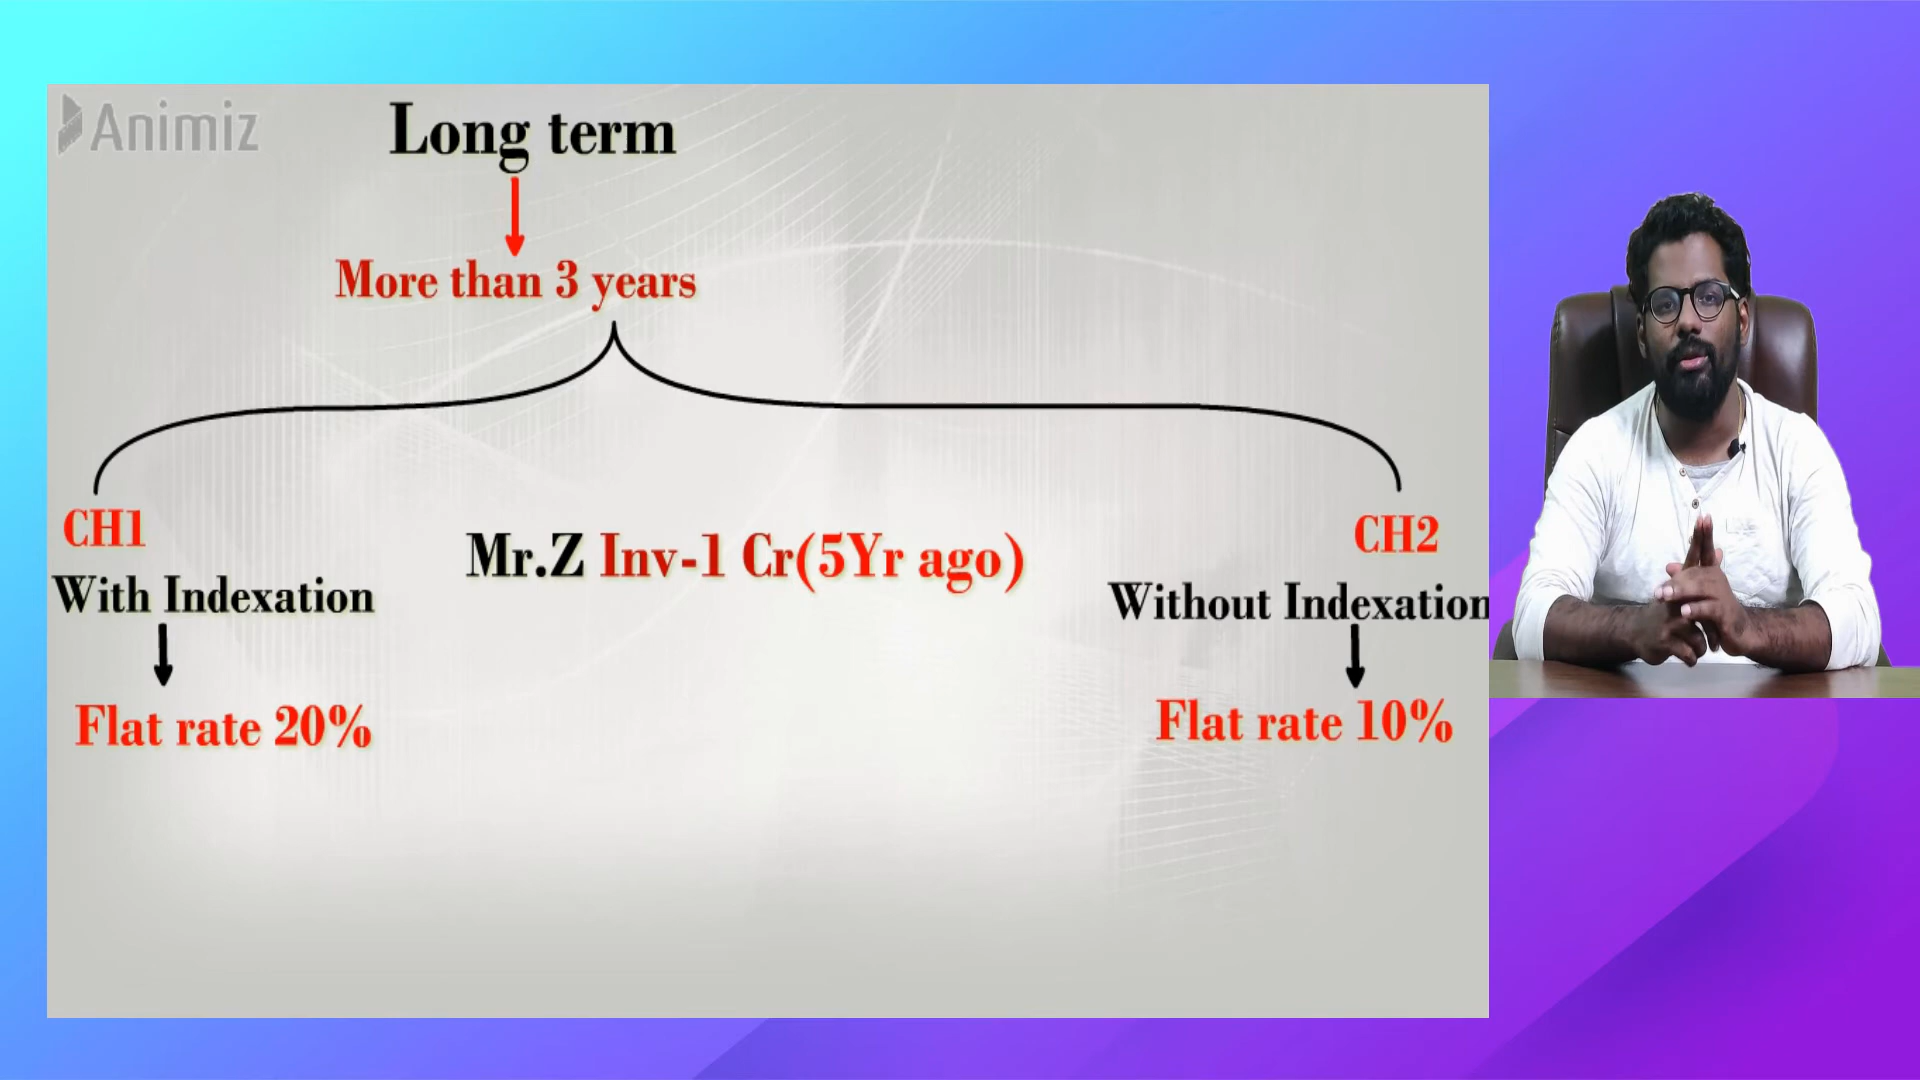 Animiz
Long term
More than 3 years
CH1
With Indexation
Flat rate 20%
Mr.Z Inv-1 Cr(5Yr ago)
CH2
Without Indexation
Flat rate 10%